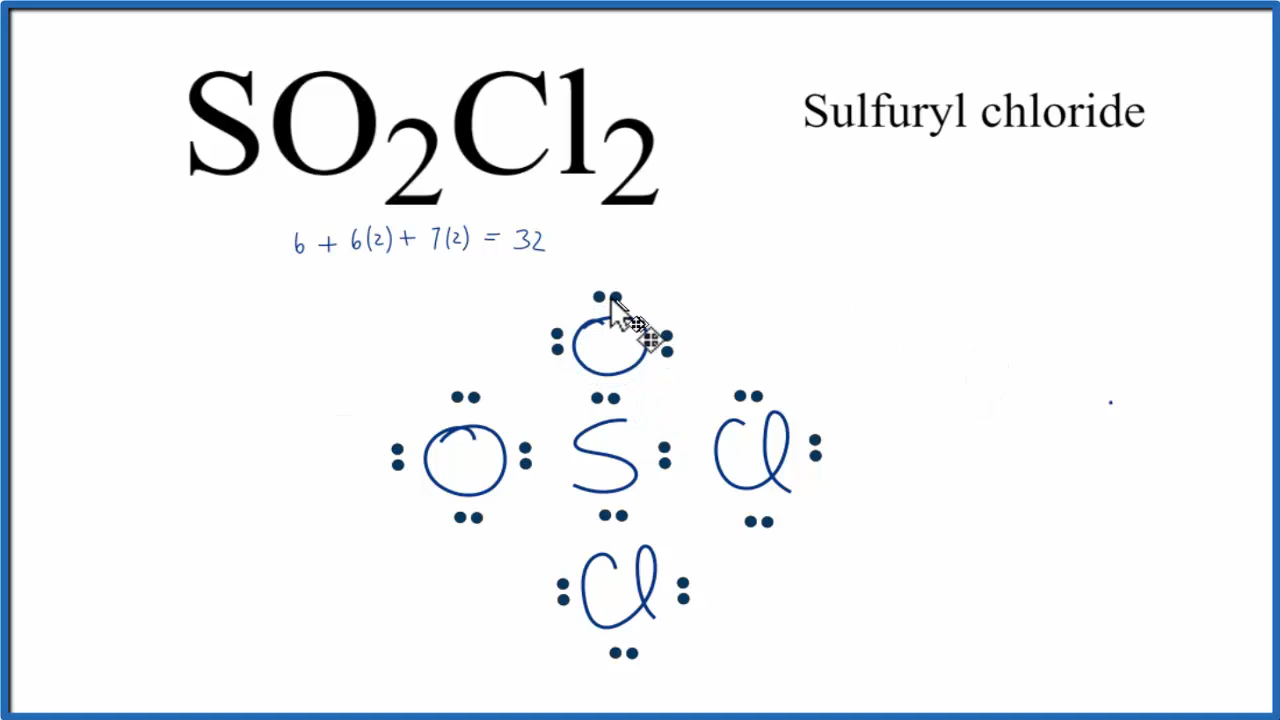 SO₂Cl₂
Sulfuryl chloride
6 + 6(2) + 7(2) = 32
O
O S Cl
Cl